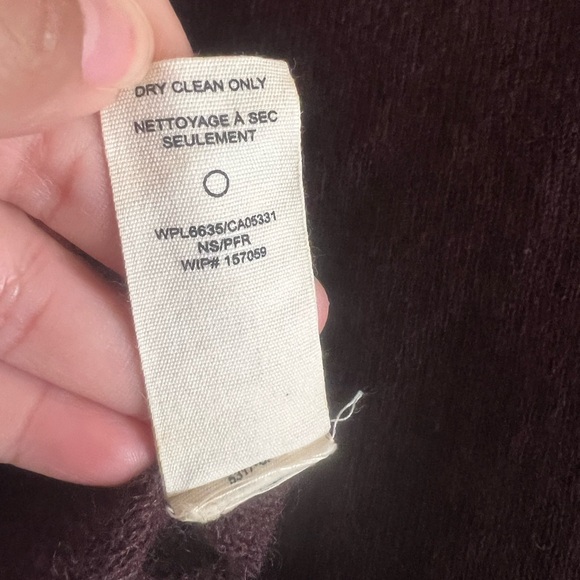 DRY CLEAN ONLY
NETTOYAGE À SEC
SEULEMENT
WPL6635/CA05331
NS/PFR
WIP# 157059